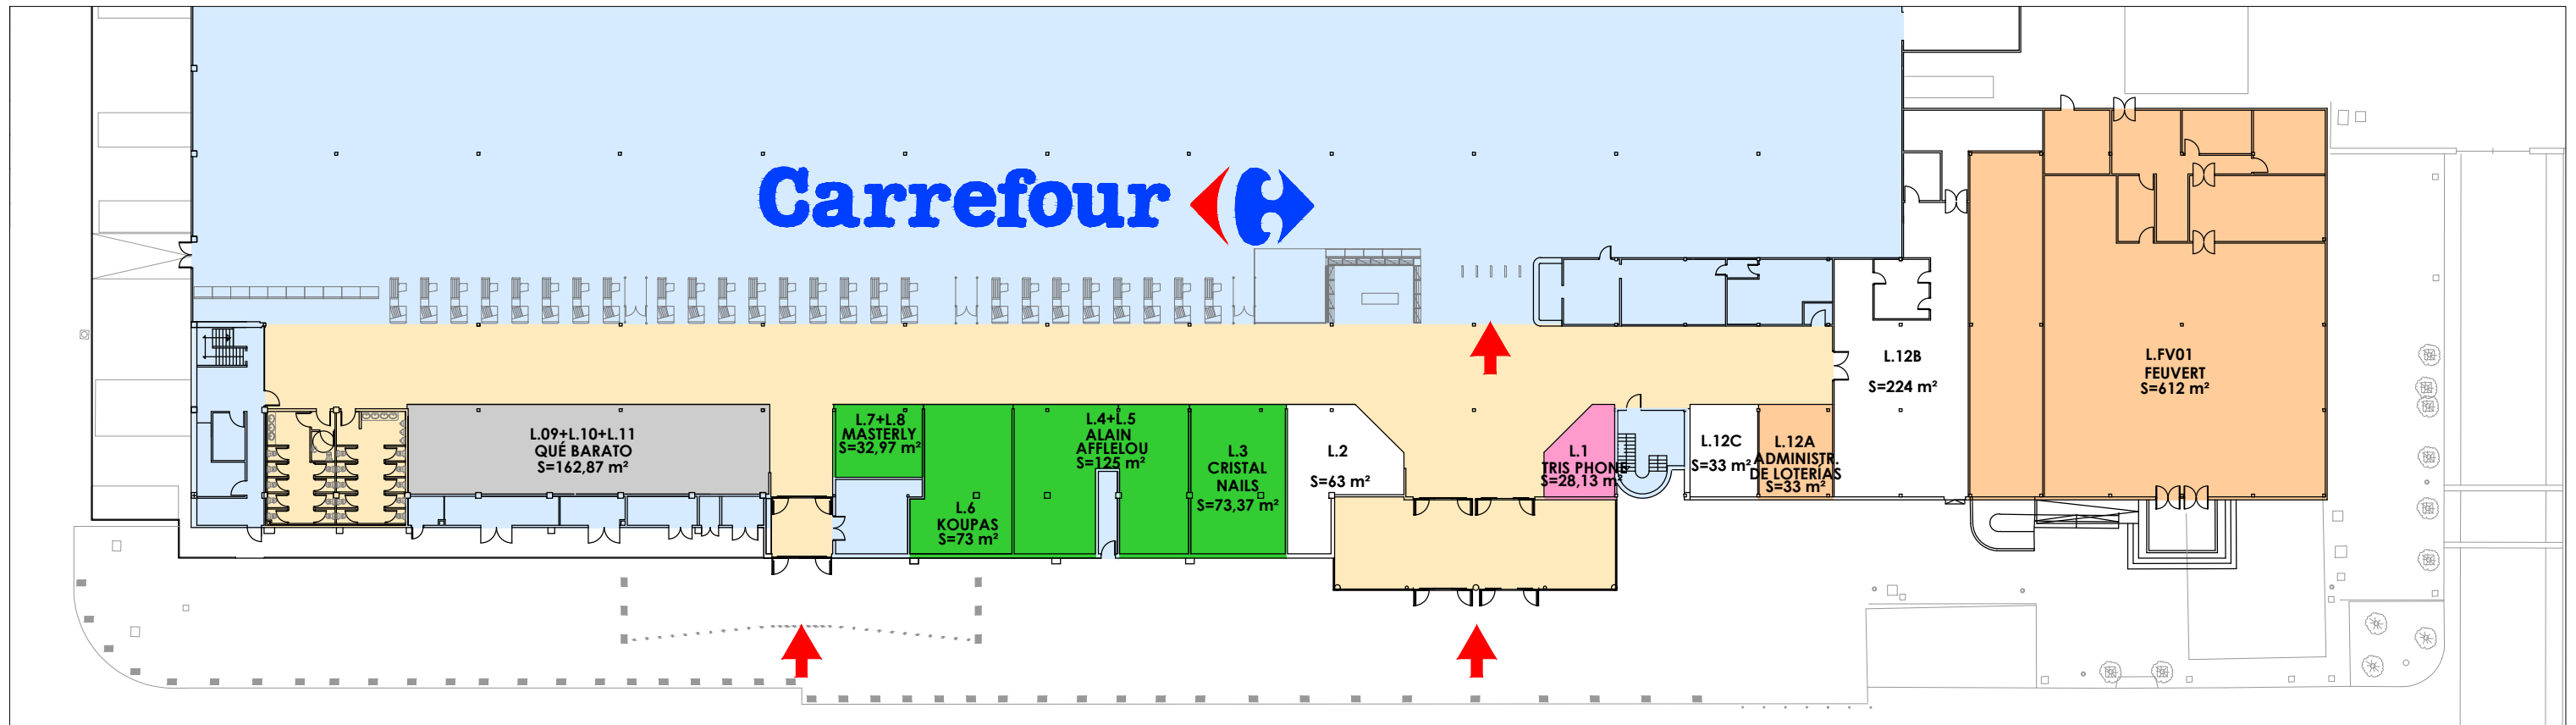 Carrefour
L.12B
S=224 m²
L.FV01
FEUVERT
S=612 m²
L.09+L.10+L.11
QUÉ BARATO
S=162,87 m²
L.7+L.8
MASTERLY
S=32,97 m²
L.6
KOUPAS
S=73 m²
L.4+L.5
ALAIN
AFFLELOU
S=125 m²
L.3
CRISTAL
NAILS
S=73,37 m²
L.2
S=63 m²
L.1
TRIS PHONE
S=28,13 m²
L.12C
S=33 m²
L.12A
ADMINISTR.
DE LOTERÍAS
S=33 m²